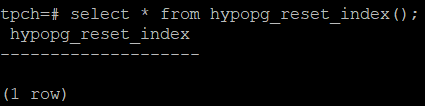 tpch=# select * from hypopg_reset_index();
 hypopg_reset_index
--------------------
(1 row)